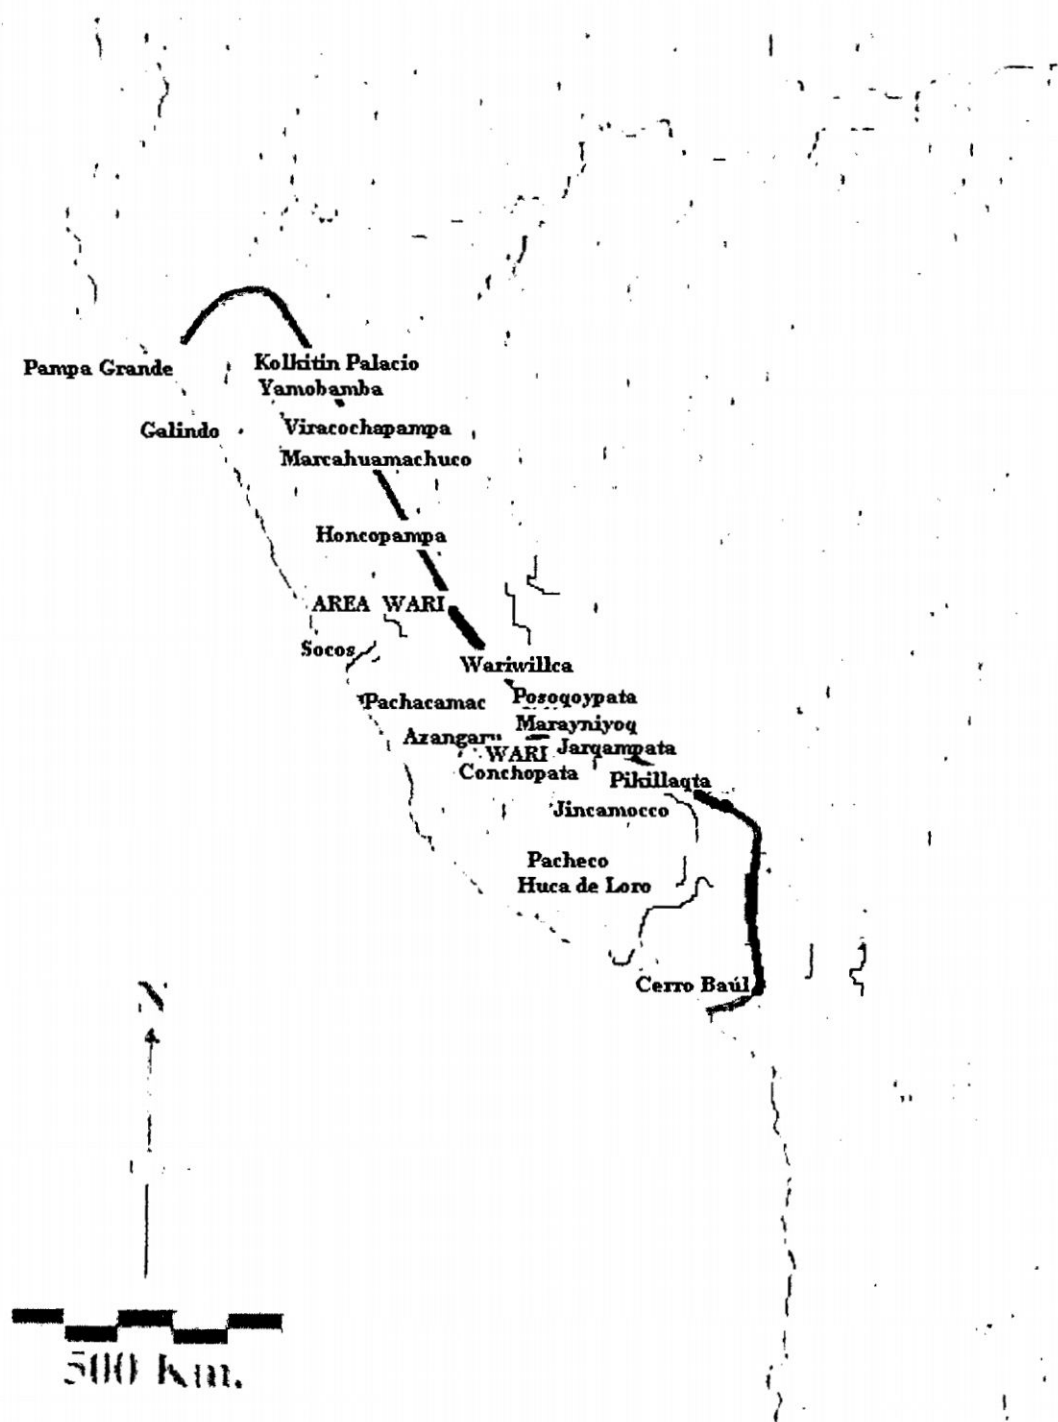 Pampa Grande
Kolkitin Palacio
Yamobamba
Galindo
Viracochapampa
Marcahuamachuco
Honcopampa
AREA WARI
Socos
Wariwillca
Pachacamac
Posoqoypata
Marayniyoq
Azangaru
WARI
Jarqampata
Conchopata
Pikillaqta
Jincamocco
Pacheco
Huca de Loro
Cerro Baúl
N
500 Km.